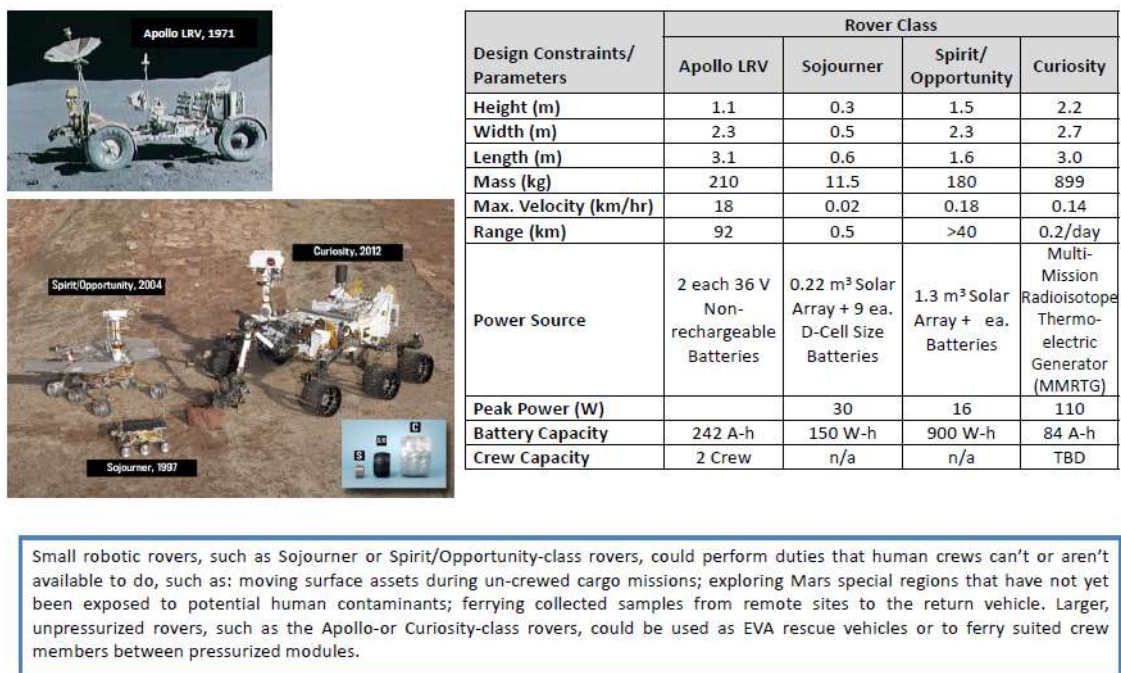 Apollo LRV, 1971
Curiosity, 2012
Spirit/Opportunity, 2004
Sojourner, 1997
S
S/O
C
Design Constraints/ Parameters
Rover Class
Apollo LRV
Sojourner
Spirit/ Opportunity
Curiosity
Height (m) 1.1 0.3 1.5 2.2
Width (m) 2.3 0.5 2.3 2.7
Length (m) 3.1 0.6 1.6 3.0
Mass (kg) 210 11.5 180 899
Max. Velocity (km/hr) 18 0.02 0.18 0.14
Range (km) 92 0.5 >40 0.2/day
Power Source
2 each 36 V
Non-
rechargeable
Batteries
0.22 m³ Solar
Array + 9 ea.
D-Cell Size
Batteries
1.3 m³ Solar
Array + ea.
Batteries
Multi-
Mission
Radioisotope
Thermo-
electric
Generator
(MMRTG)
Peak Power (W) 30 16 110
Battery Capacity 242 A-h 150 W-h 900 W-h 84 A-h
Crew Capacity 2 Crew n/a n/a TBD
Small robotic rovers, such as Sojourner or Spirit/Opportunity-class rovers, could perform duties that human crews can't or aren't
available to do, such as: moving surface assets during un-crewed cargo missions; exploring Mars special regions that have not yet
been exposed to potential human contaminants; ferrying collected samples from remote sites to the return vehicle. Larger,
unpressurized rovers, such as the Apollo-or Curiosity-class rovers, could be used as EVA rescue vehicles or to ferry suited crew
members between pressurized modules.